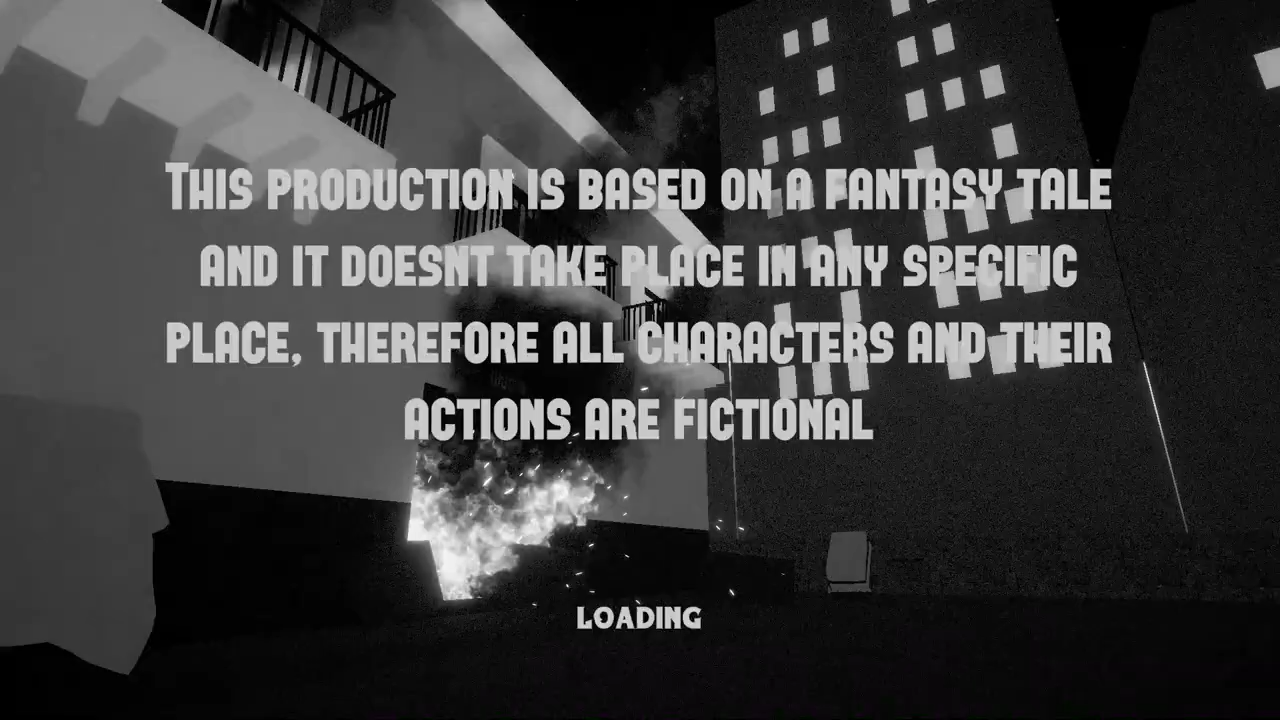 This production is based on a fantasy tale
and it doesnt take place in any specific
place, therefore all characters and their
actions are fictional
LOADING